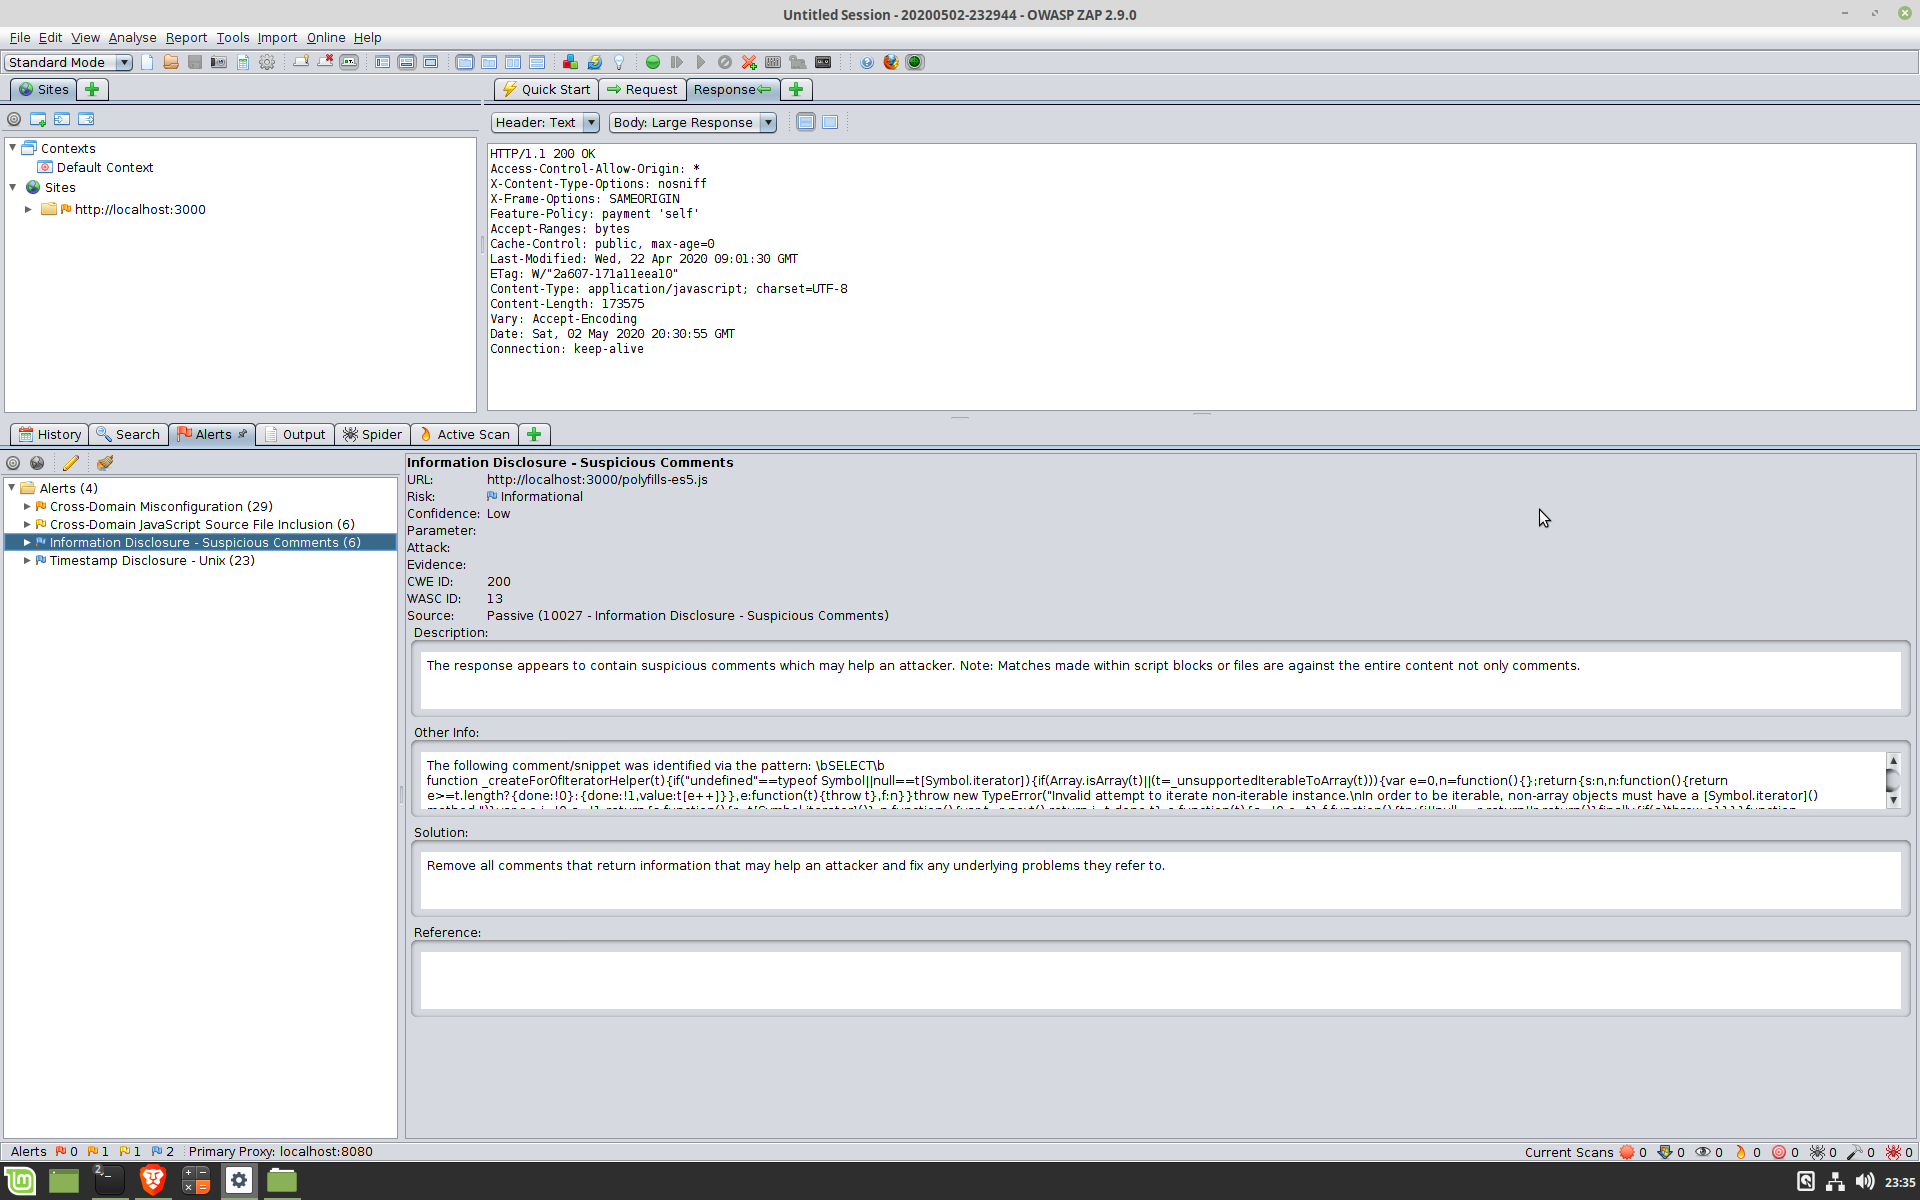 Untitled Session - 20200502-232944 - OWASP ZAP 2.9.0
File Edit View Analyse Report Tools Import Online Help
Standard Mode
Sites
Quick Start Request Response
Header: Text Body: Large Response
Contexts
Default Context
Sites
http://localhost:3000
HTTP/1.1 200 OK
Access-Control-Allow-Origin: *
X-Content-Type-Options: nosniff
X-Frame-Options: SAMEORIGIN
Feature-Policy: payment 'self'
Accept-Ranges: bytes
Cache-Control: public, max-age=0
Last-Modified: Wed, 22 Apr 2020 09:01:30 GMT
ETag: W/"2a607-171a11eea10"
Content-Type: application/javascript; charset=UTF-8
Content-Length: 173575
Vary: Accept-Encoding
Date: Sat, 02 May 2020 20:30:55 GMT
Connection: keep-alive
History Search Alerts Output Spider Active Scan
Alerts (4)
Cross-Domain Misconfiguration (29)
Cross-Domain JavaScript Source File Inclusion (6)
Information Disclosure - Suspicious Comments (6)
Timestamp Disclosure - Unix (23)
Information Disclosure - Suspicious Comments
URL: http://localhost:3000/polyfills-es5.js
Risk: Informational
Confidence: Low
Parameter:
Attack:
Evidence:
CWE ID: 200
WASC ID: 13
Source: Passive (10027 - Information Disclosure - Suspicious Comments)
Description:
The response appears to contain suspicious comments which may help an attacker. Note: Matches made within script blocks or files are against the entire content not only comments.
Other Info:
The following comment/snippet was identified via the pattern: \bSELECT\b
function _createForOfIteratorHelper(t){if("undefined"==typeof Symbol||null==t[Symbol.iterator]){if(Array.isArray(t)||(t=_unsupportedIterableToArray(t))){var e=0,n=function(){};return{s:n,n:function(){return
e>=t.length?{done:!0}:{done:!1,value:t[e++]}},e:function(t){throw t},f:n}}throw new TypeError("Invalid attempt to iterate non-iterable instance.\nIn order to be iterable, non-array objects must have a [Symbol.iterator]()
Solution:
Remove all comments that return information that may help an attacker and fix any underlying problems they refer to.
Reference:
Alerts 0 1 1 2 Primary Proxy: localhost:8080
Current Scans 0 0 0 0 0 0 0 0
23:35